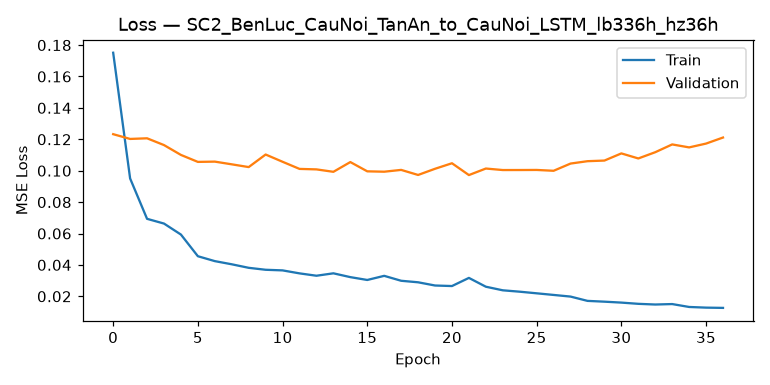 Loss — SC2_BenLuc_CauNoi_TanAn_to_CauNoi_LSTM_lb336h_hz36h
Train
Validation
MSE Loss
0.18
0.16
0.14
0.12
0.10
0.08
0.06
0.04
0.02
0 5 10 15 20 25 30 35
Epoch